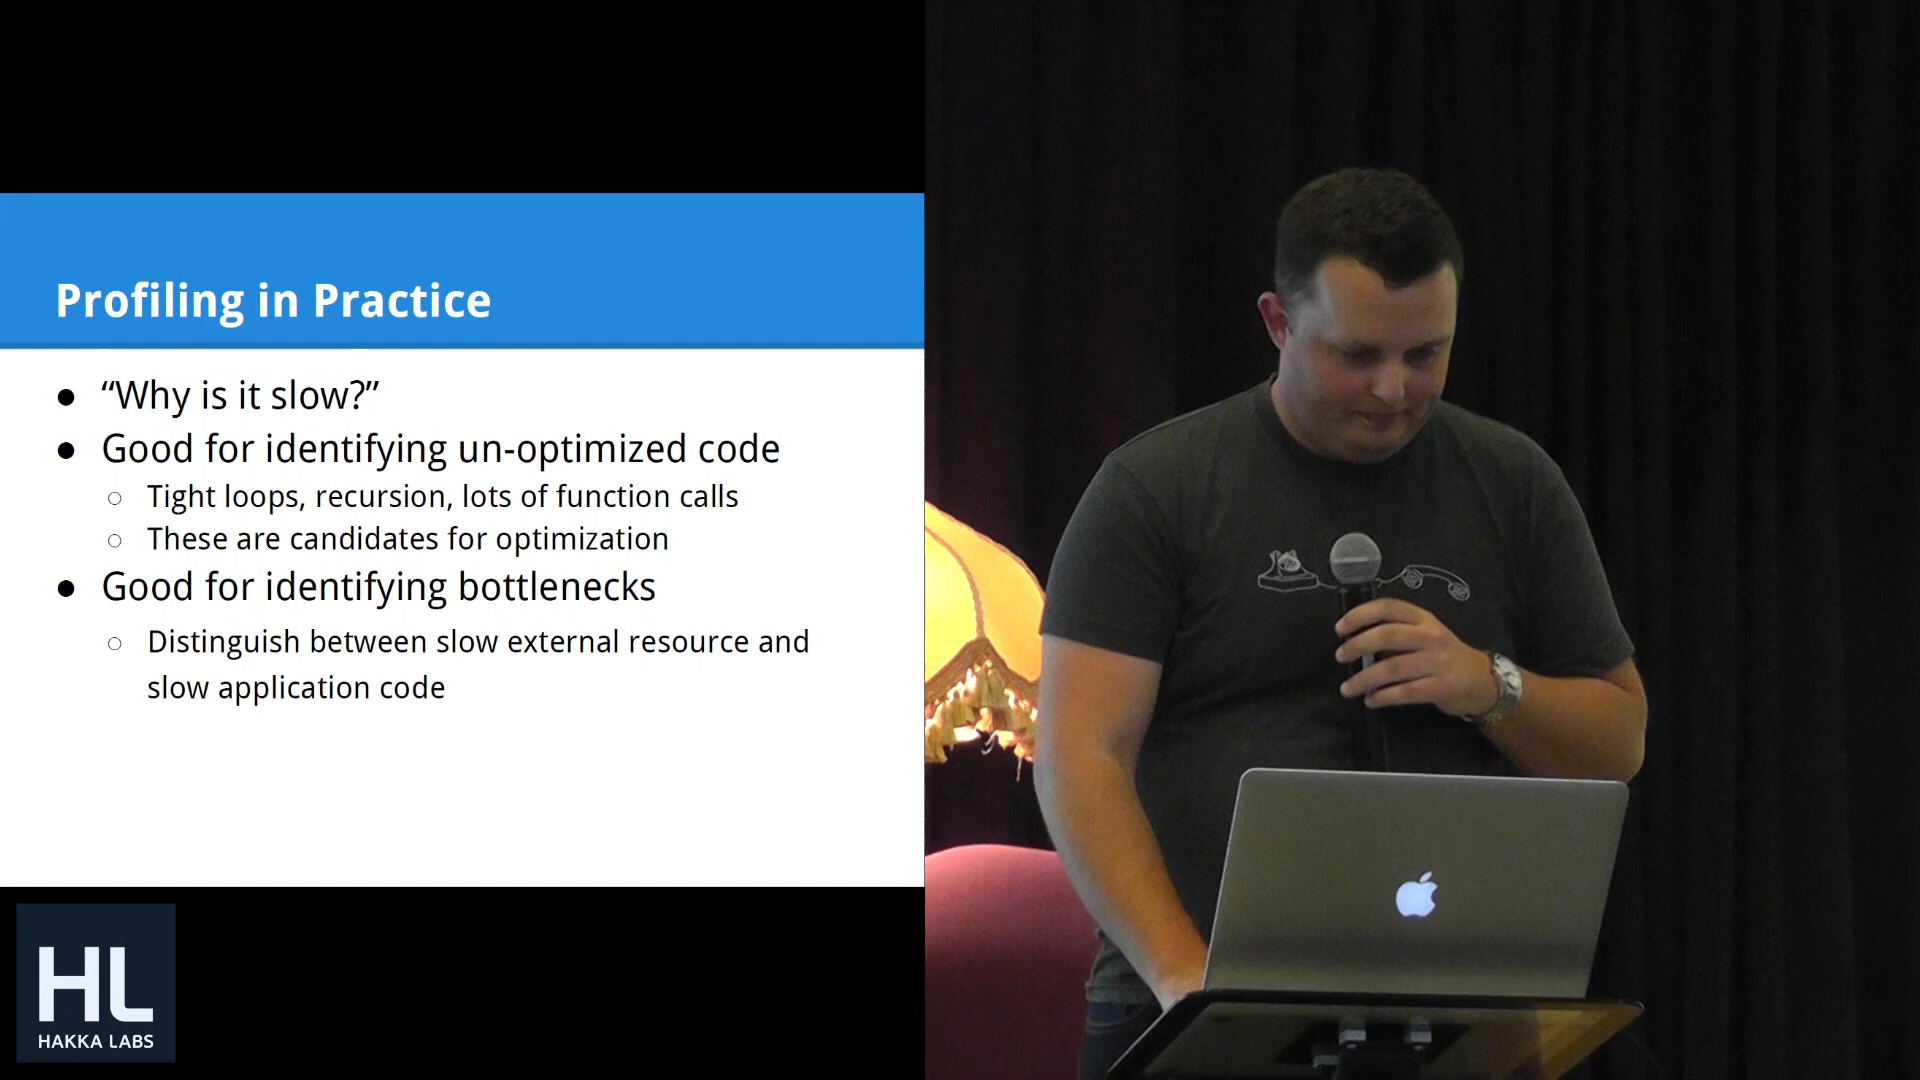 Profiling in Practice
● “Why is it slow?”
● Good for identifying un-optimized code
○ Tight loops, recursion, lots of function calls
○ These are candidates for optimization
● Good for identifying bottlenecks
○ Distinguish between slow external resource and
slow application code
HL
HAKKA LABS